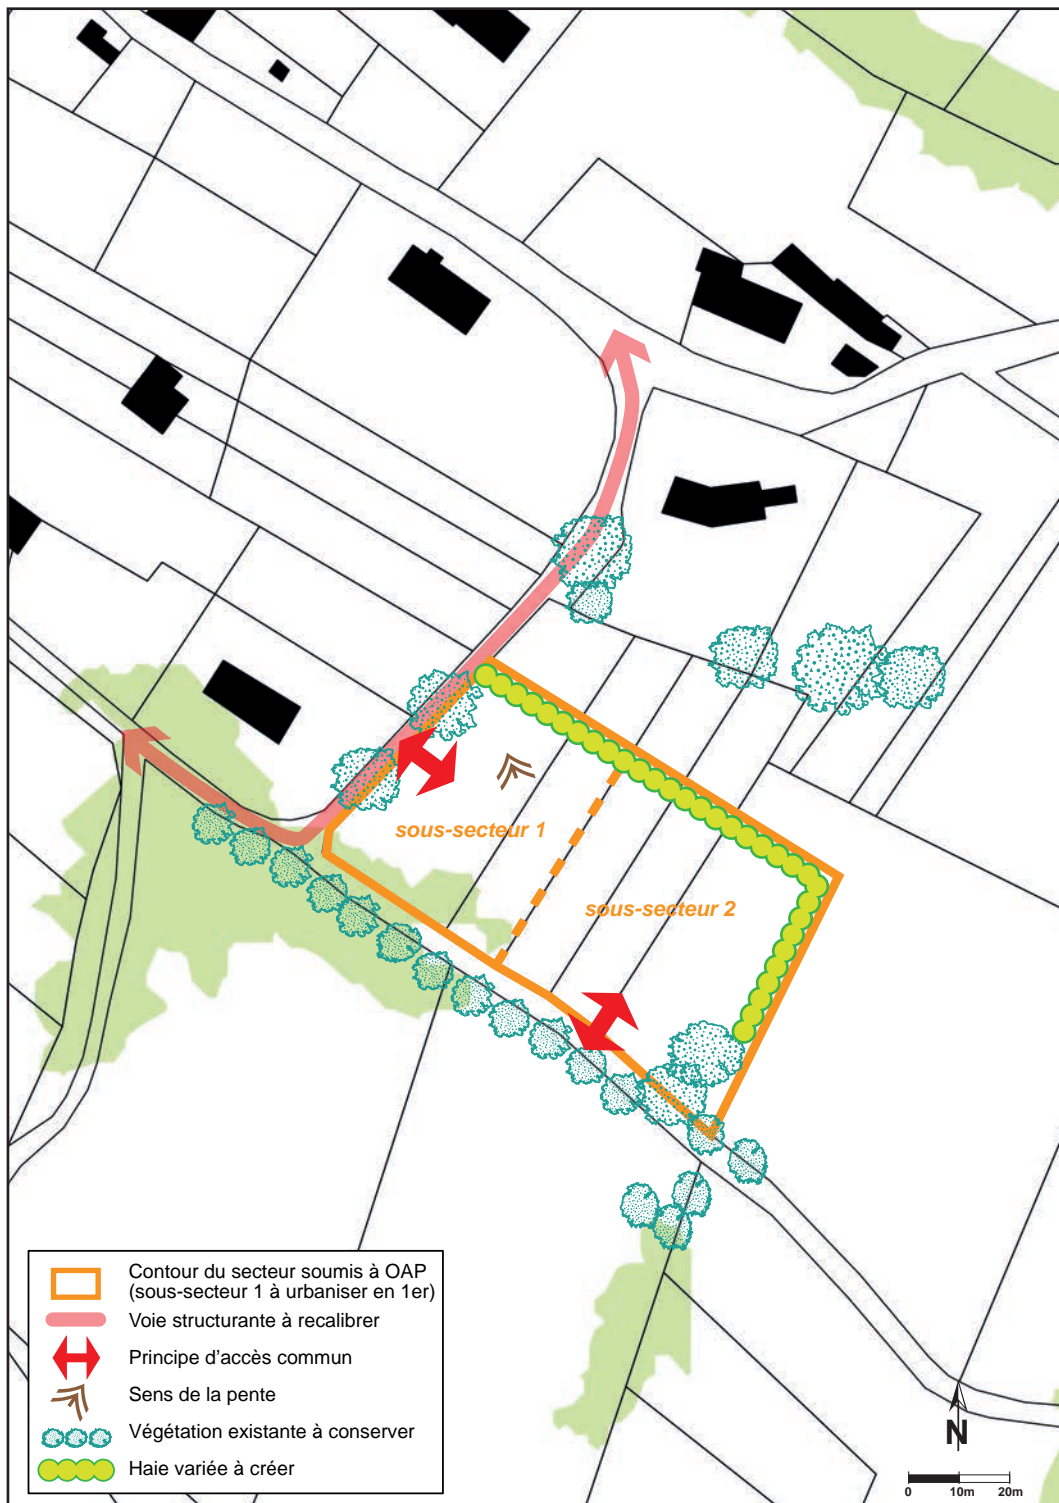 sous-secteur 1
sous-secteur 2
Contour du secteur soumis à OAP
(sous-secteur 1 à urbaniser en 1er)
Voie structurante à recalibrer
Principe d'accès commun
Sens de la pente
Végétation existante à conserver
Haie variée à créer
N
0 10m 20m